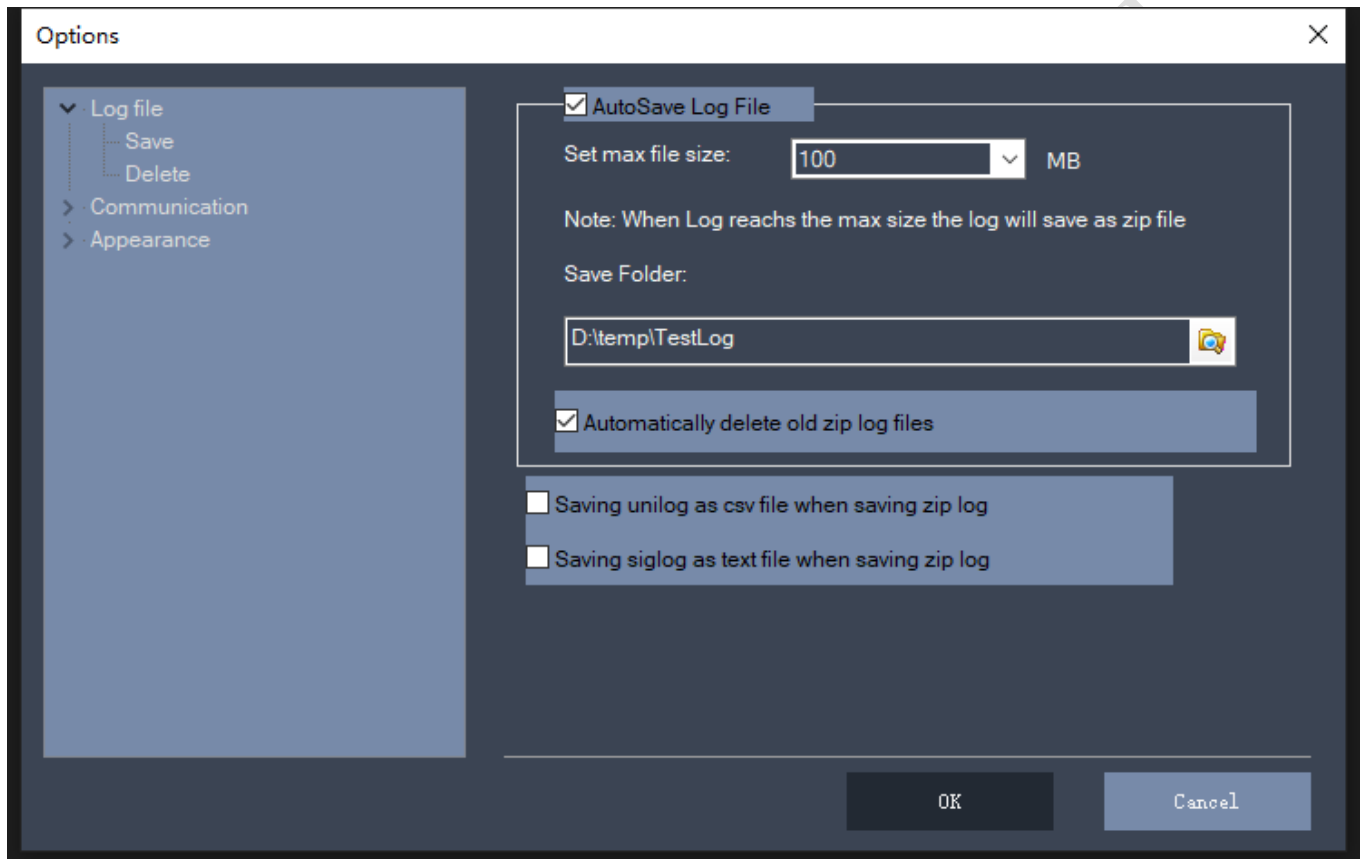 Options
Log file
Save
Delete
Communication
Appearance
AutoSave Log File
Set max file size:
100
MB
Note: When Log reachs the max size the log will save as zip file
Save Folder:
D:\temp\TestLog
Automatically delete old zip log files
Saving unilog as csv file when saving zip log
Saving siglog as text file when saving zip log
OK
Cancel